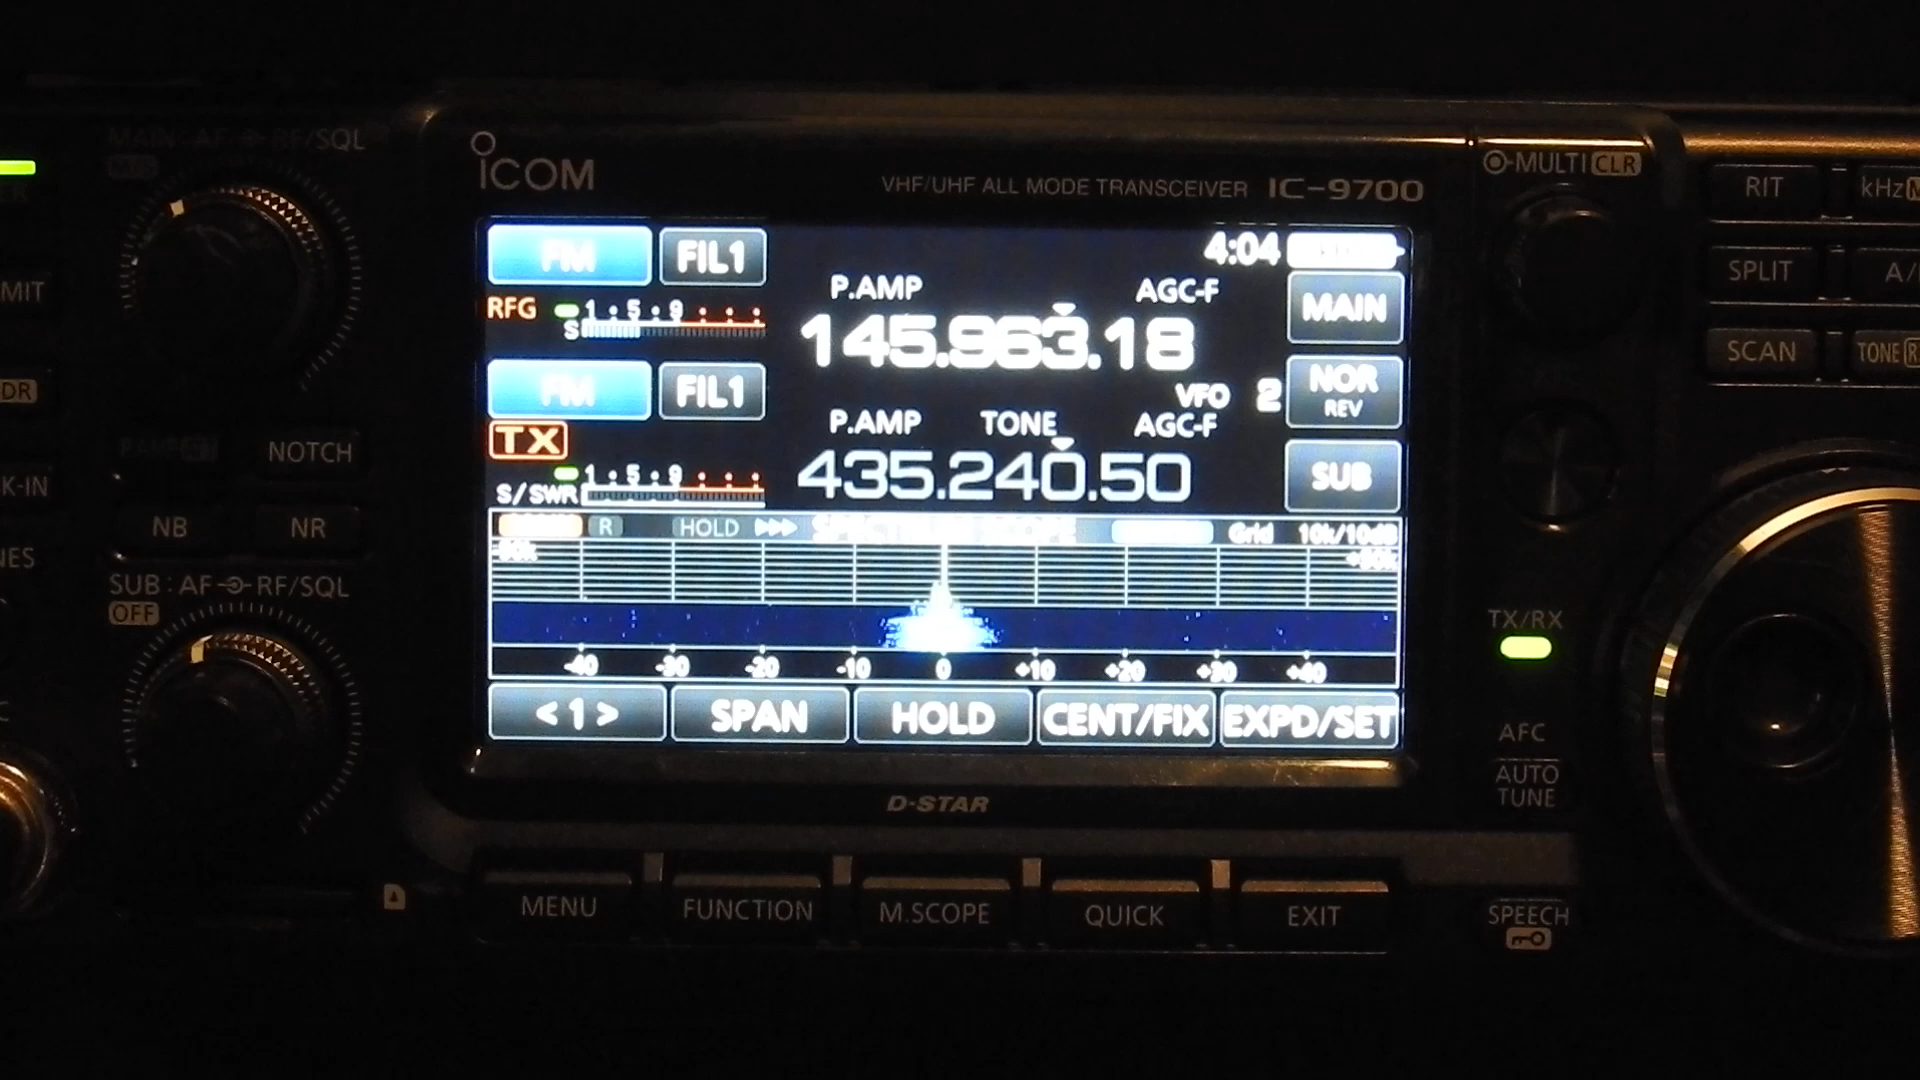 MAIN : AF RF/SQL
ICOM
VHF/UHF ALL MODE TRANSCEIVER IC-9700
MULTI CLR
RIT
kHz
FM FIL1
4:04
P.AMP AGC-F
MAIN
RFG
1 . 5 . 9
S
145.963.18
SPLIT
A/
MIT
FM FIL1
VFO 2
NOR
REV
SCAN
TONE
DR
P.AMP TONE AGC-F
TX
435.240.50
SUB
1 . 5 . 9
S/SWR
NOTCH
K-IN
NB NR
R HOLD Grid 10k/10dB
NES
SUB : AF RF/SQL
OFF
-40 -30 -20 -10 0 +10 +20 +30 +40
TX/RX
< 1 > SPAN HOLD CENT/FIX EXPD/SET
AFC
AUTO
TUNE
D-STAR
MENU FUNCTION M.SCOPE QUICK EXIT
SPEECH